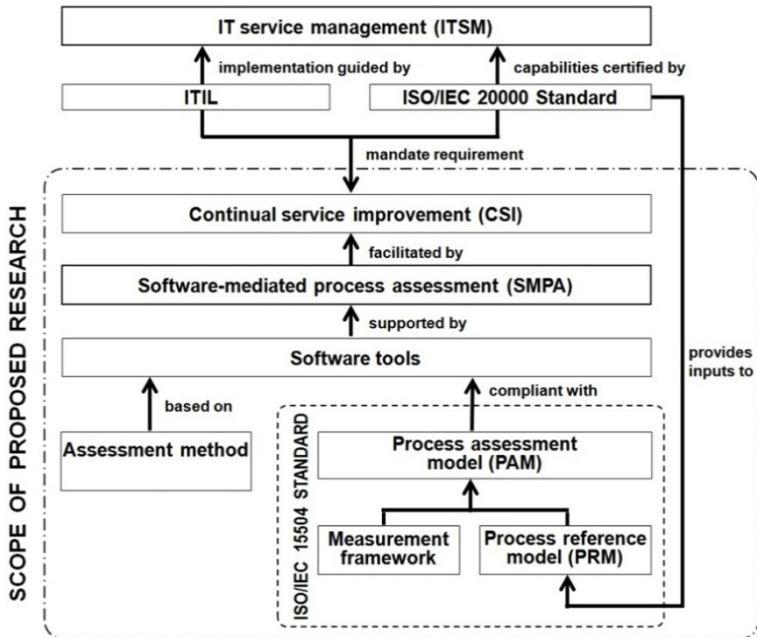 IT service management (ITSM)
implementation guided by
capabilities certified by
ITIL
ISO/IEC 20000 Standard
mandate requirement
SCOPE OF PROPOSED RESEARCH
Continual service improvement (CSI)
facilitated by
Software-mediated process assessment (SMPA)
supported by
provides
inputs to
Software tools
based on
compliant with
Assessment method
ISO/IEC 15504 STANDARD
Process assessment
model (PAM)
Measurement
framework
Process reference
model (PRM)